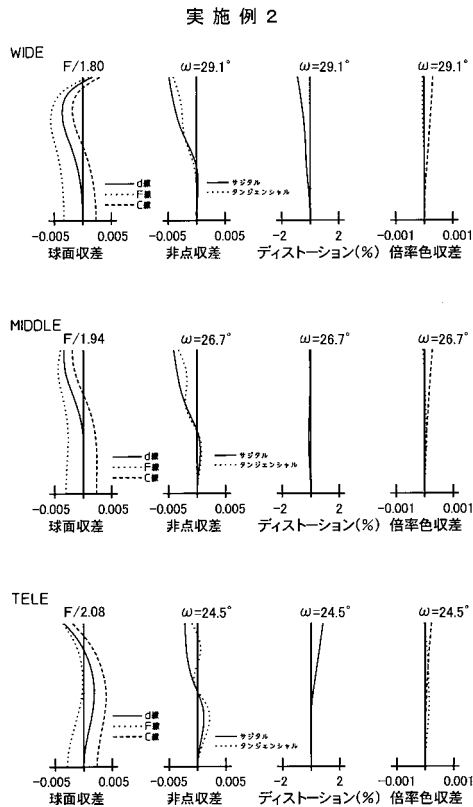 実施例2
WIDE
F/1.80 ω=29.1° ω=29.1° ω=29.1°
d線
F線
C線
サジタル
タンジェンシャル
-0.005 0.005 -0.005 0.005 -2 2 -0.001 0.001
球面収差 非点収差 ディストーション(%) 倍率色収差
MIDDLE
F/1.94 ω=26.7° ω=26.7° ω=26.7°
d線
F線
C線
サジタル
タンジェンシャル
-0.005 0.005 -0.005 0.005 -2 2 -0.001 0.001
球面収差 非点収差 ディストーション(%) 倍率色収差
TELE
F/2.08 ω=24.5° ω=24.5° ω=24.5°
d線
F線
C線
サジタル
タンジェンシャル
-0.005 0.005 -0.005 0.005 -2 2 -0.001 0.001
球面収差 非点収差 ディストーション(%) 倍率色収差